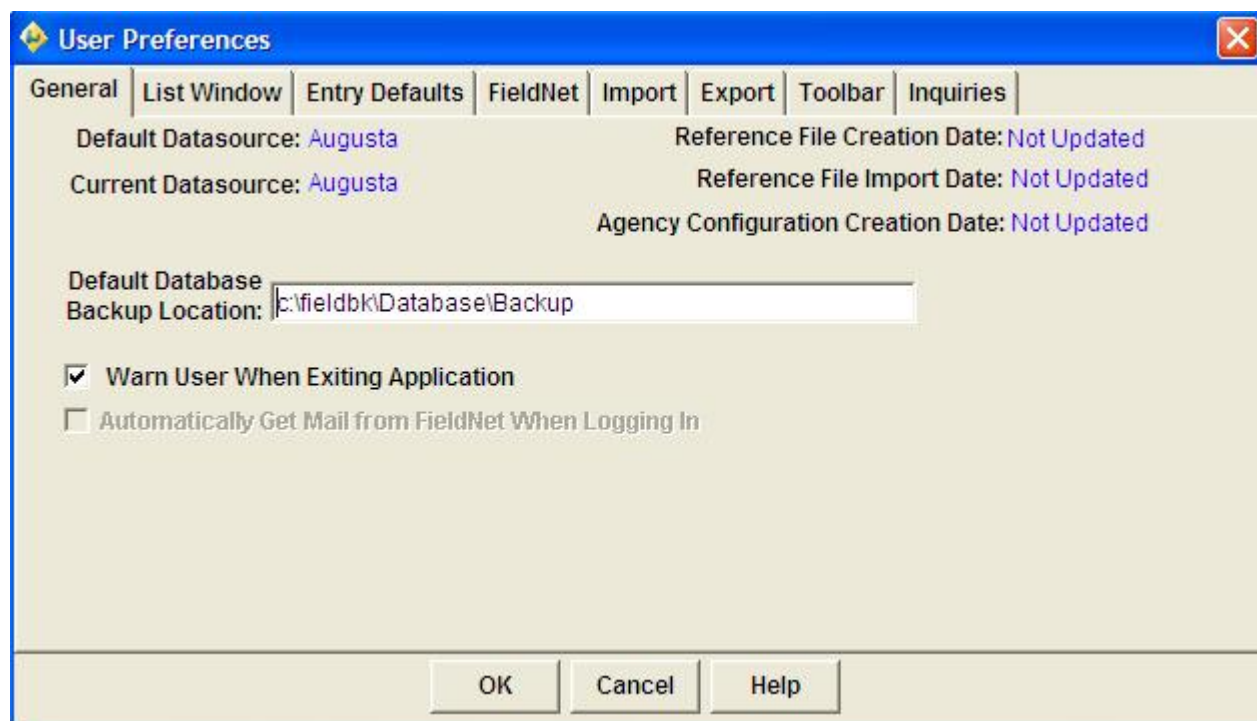 User Preferences
General List Window Entry Defaults FieldNet Import Export Toolbar Inquiries
Default Datasource: Augusta Reference File Creation Date: Not Updated
Current Datasource: Augusta Reference File Import Date: Not Updated
Agency Configuration Creation Date: Not Updated
Default Database
Backup Location: c:\fieldbk\Database\Backup
Warn User When Exiting Application
Automatically Get Mail from FieldNet When Logging In
OK Cancel Help